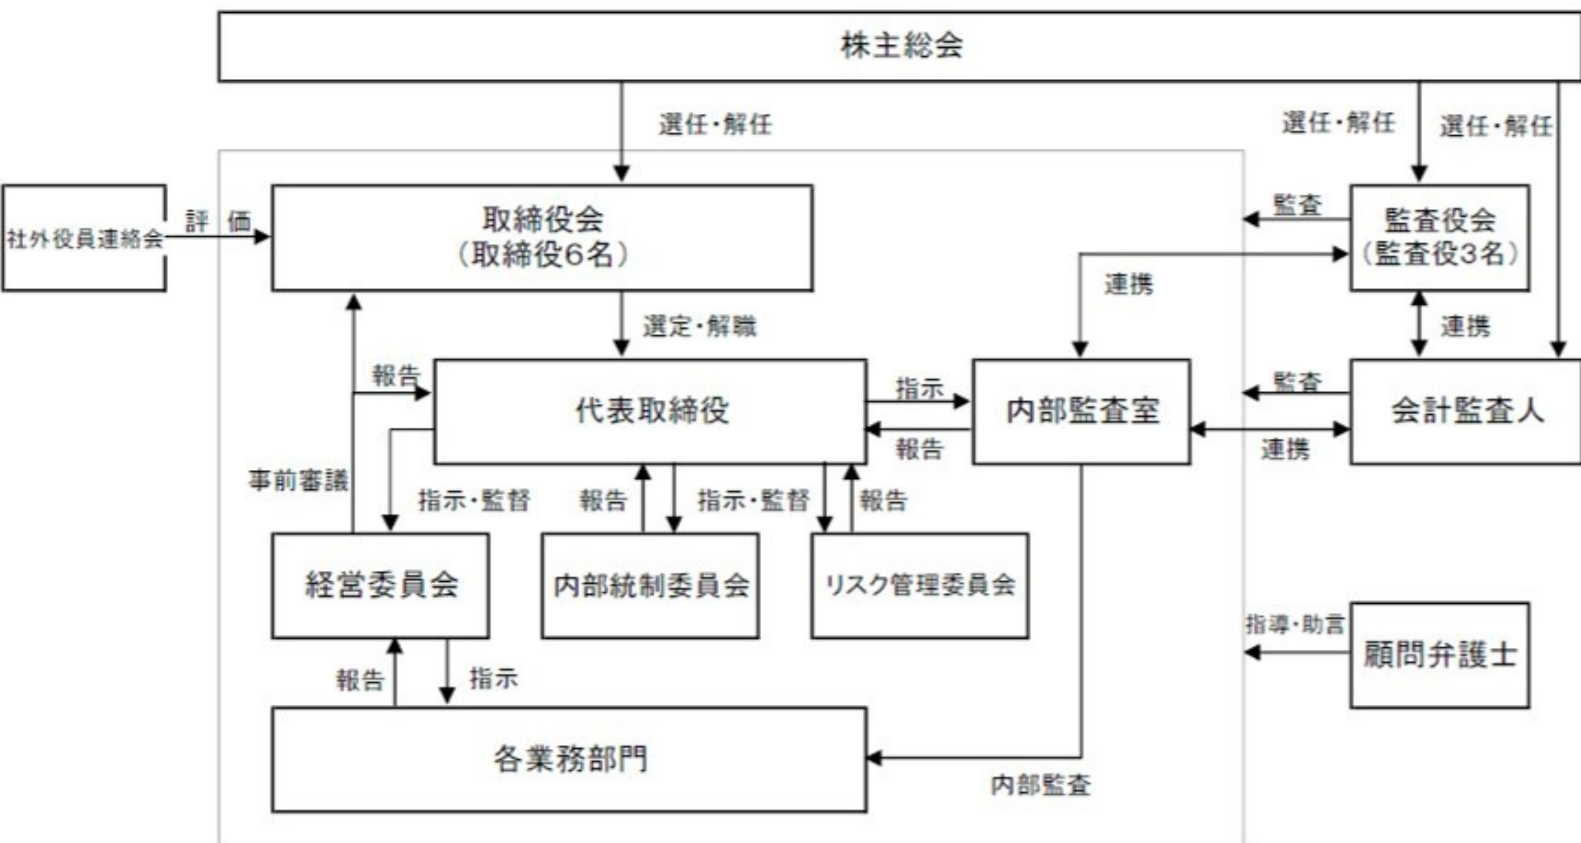 株主総会
選任・解任
選任・解任
選任・解任
社外役員連絡会
評 価
取締役会
（取締役6名）
監査
監査役会
（監査役3名）
連携
選定・解職
連携
報告
代表取締役
指示
報告
内部監査室
監査
連携
会計監査人
事前審議
指示・監督
報告
指示・監督
報告
経営委員会
内部統制委員会
リスク管理委員会
指導・助言
顧問弁護士
報告
指示
各業務部門
内部監査